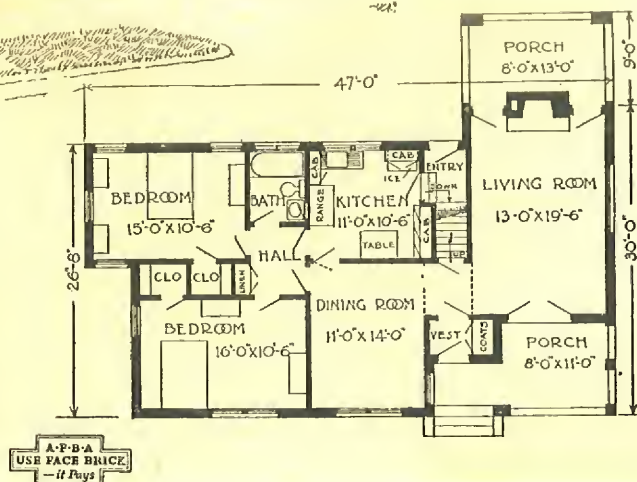 PORCH
8'-0"X13'-0"
9'-0"
47'-0"
BEDROOM
15'-0"X10'-6"
BATH
CAB
CAB
ICE
RANGE
KITCHEN
11'-0"X10'-6"
TABLE
CAB
ENTRY
DOWN
UP
LIVING ROOM
13'-0"X19'-6"
30'-0"
26'-6"
HALL
CLO
CLO
LINEN
BEDROOM
16'-0"X10'-6"
DINING ROOM
11'-0"X14'-0"
VEST
COATS
PORCH
8'-0"X11'-0"
A·F·B·A
USE FACE BRICK
—it Pays